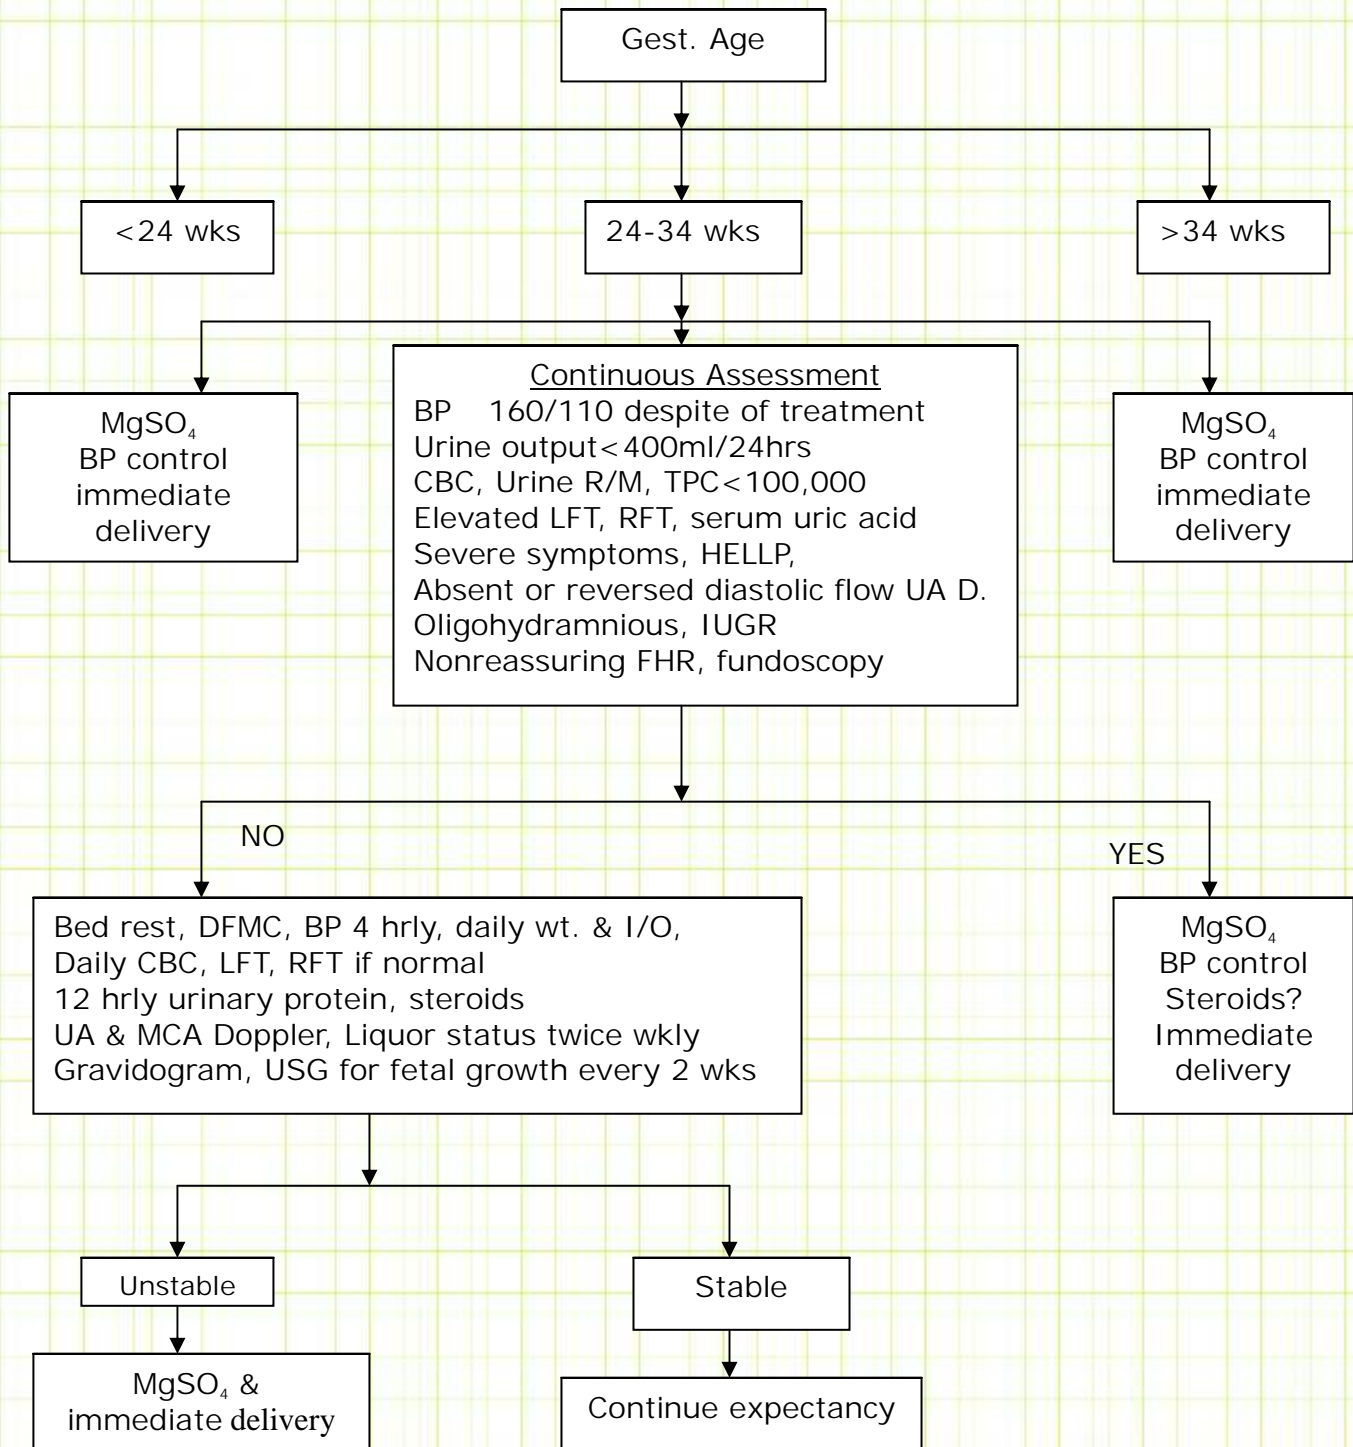 Gest. Age
<24 wks
24-34 wks
>34 wks
MgSO₄
BP control
immediate
delivery
Continuous Assessment
BP 160/110 despite of treatment
Urine output<400ml/24hrs
CBC, Urine R/M, TPC<100,000
Elevated LFT, RFT, serum uric acid
Severe symptoms, HELLP,
Absent or reversed diastolic flow UA D.
Oligohydramnious, IUGR
Nonreassuring FHR, fundoscopy
MgSO₄
BP control
immediate
delivery
NO
YES
Bed rest, DFMC, BP 4 hrly, daily wt. & I/O,
Daily CBC, LFT, RFT if normal
12 hrly urinary protein, steroids
UA & MCA Doppler, Liquor status twice wkly
Gravidogram, USG for fetal growth every 2 wks
MgSO₄
BP control
Steroids?
Immediate
delivery
Unstable
Stable
MgSO₄ &
immediate delivery
Continue expectancy